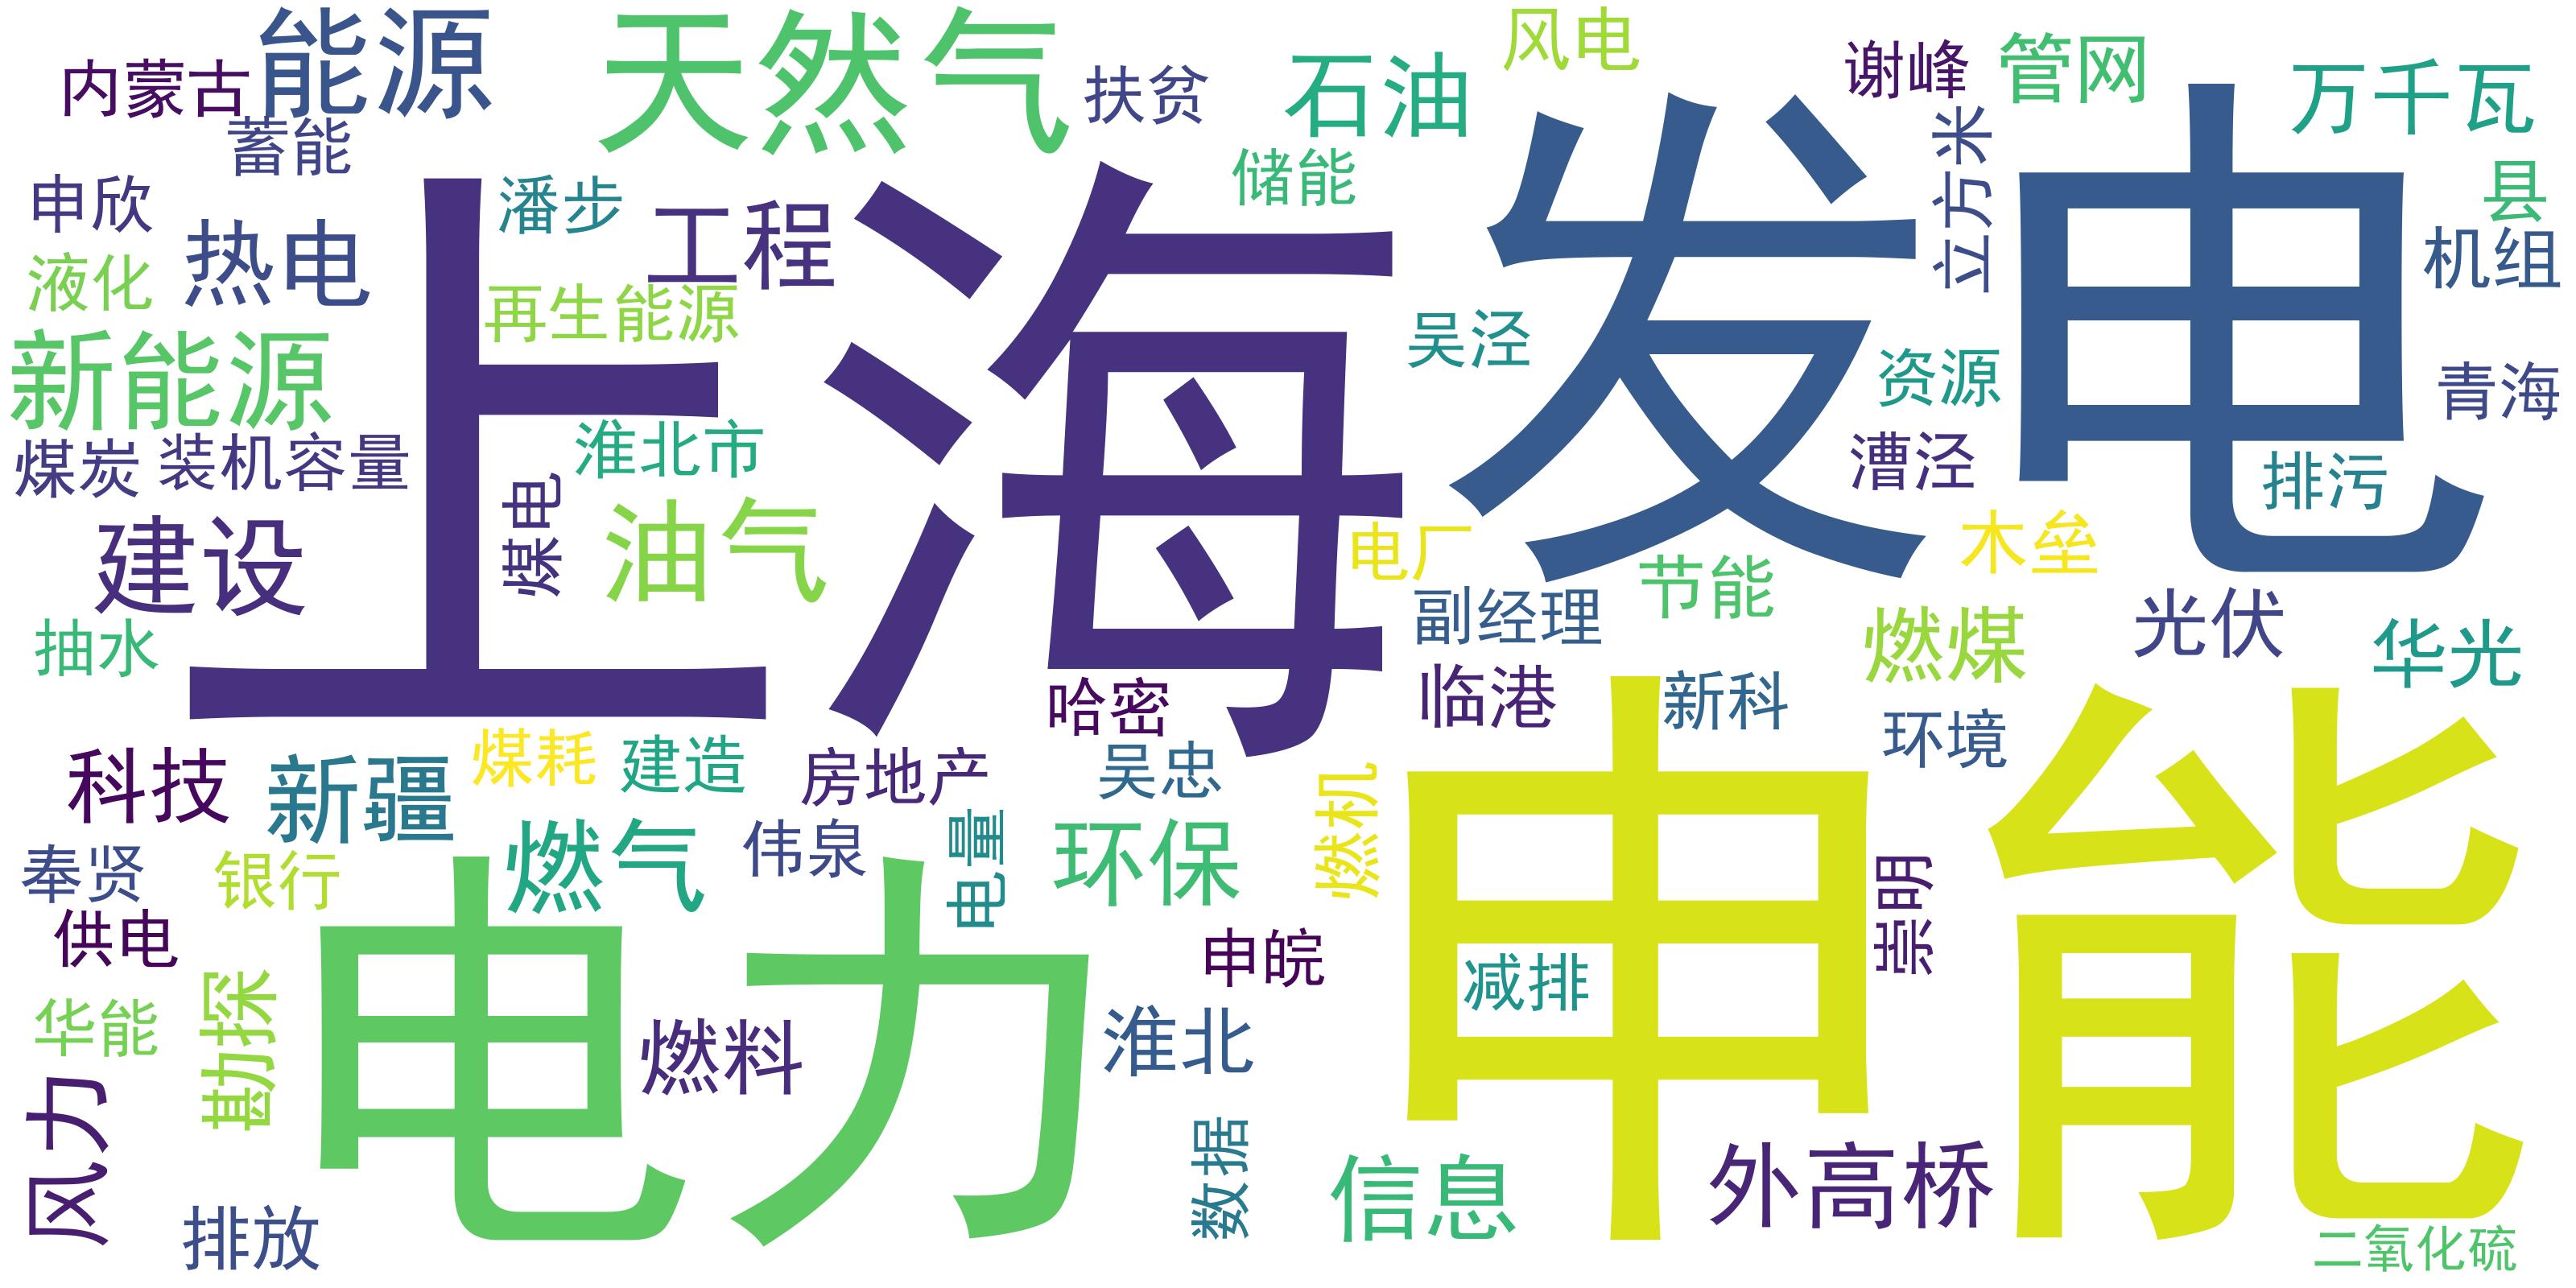 能源
天然气
内蒙古
扶贫
石油
风电
谢峰
管网
万千瓦
蓄能
申欣
潘步
工程
储能
立方米
县
热电
机组
液化
再生能源
上海
发电
吴泾
资源
青海
新能源
煤炭
装机容量
淮北市
漕泾
排污
建设
煤电
油气
电厂
木垒
节能
副经理
燃煤
光伏
华光
抽水
哈密
临港
新科
环境
科技
新疆
煤耗
建造
房地产
吴忠
燃机
申能
奉贤
银行
燃气
伟泉
电量
环保
崇明
供电
电力
申皖
减排
华能
勘探
燃料
淮北
风力
数据
信息
外高桥
排放
二氧化硫